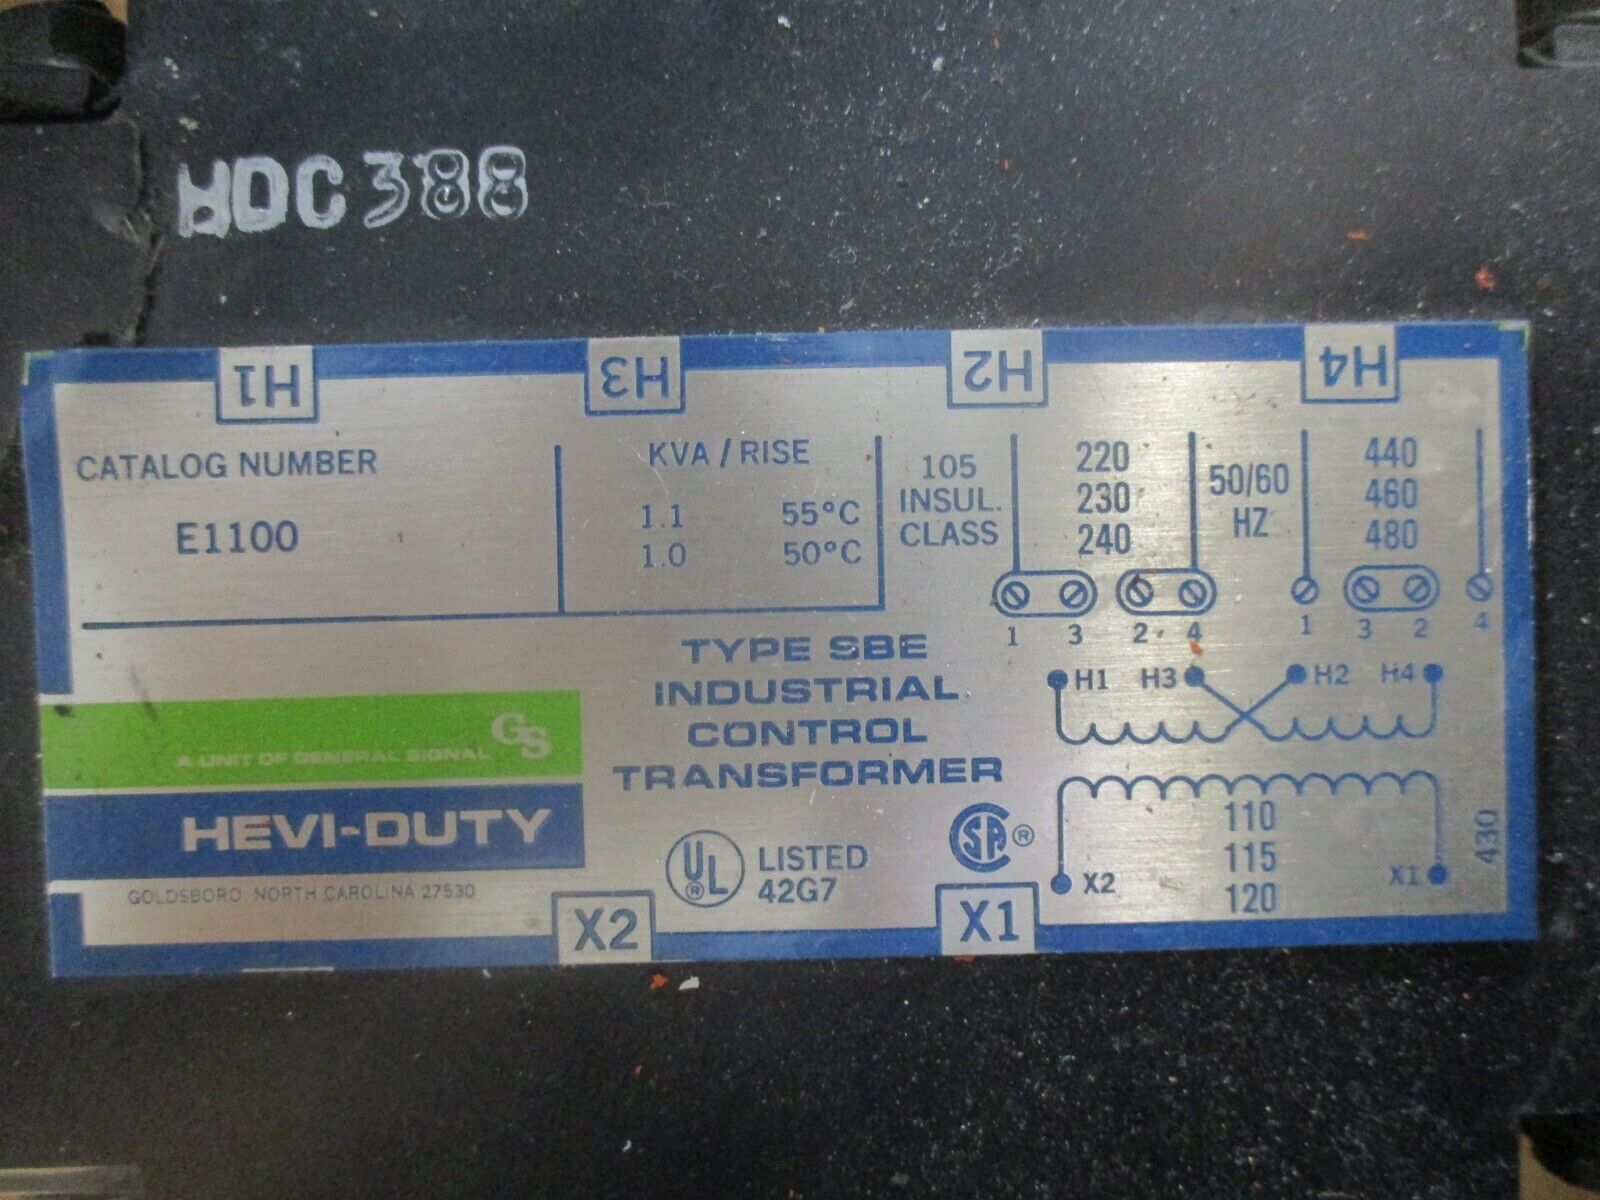 HDC388
H1 H3 H2 H4
CATALOG NUMBER
E1100
KVA / RISE
1.1 55°C
1.0 50°C
105
INSUL.
CLASS
220
230
240
50/60
HZ
440
460
480
1 3 2 4 1 3 2 4
TYPE SBE
INDUSTRIAL
CONTROL
TRANSFORMER
H1 H3 H2 H4
GS
A UNIT OF GENERAL SIGNAL
HEVI-DUTY
GOLDSBORO NORTH CAROLINA 27530
UL ®
LISTED
42G7
SA ®
110
115
120
X2 X1
430
X2 X1